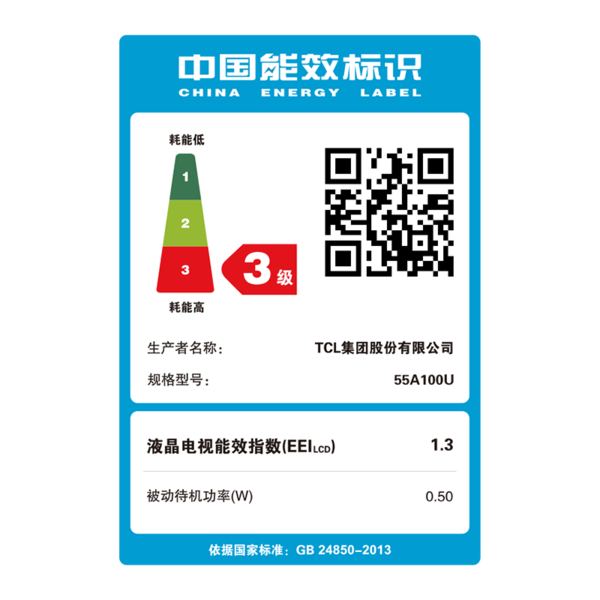 中国能效标识
CHINA ENERGY LABEL
耗能低
1
2
3
3级
耗能高
生产者名称： TCL集团股份有限公司
规格型号： 55A100U
液晶电视能效指数(EEILCD) 1.3
被动待机功率(W) 0.50
依据国家标准：GB 24850-2013